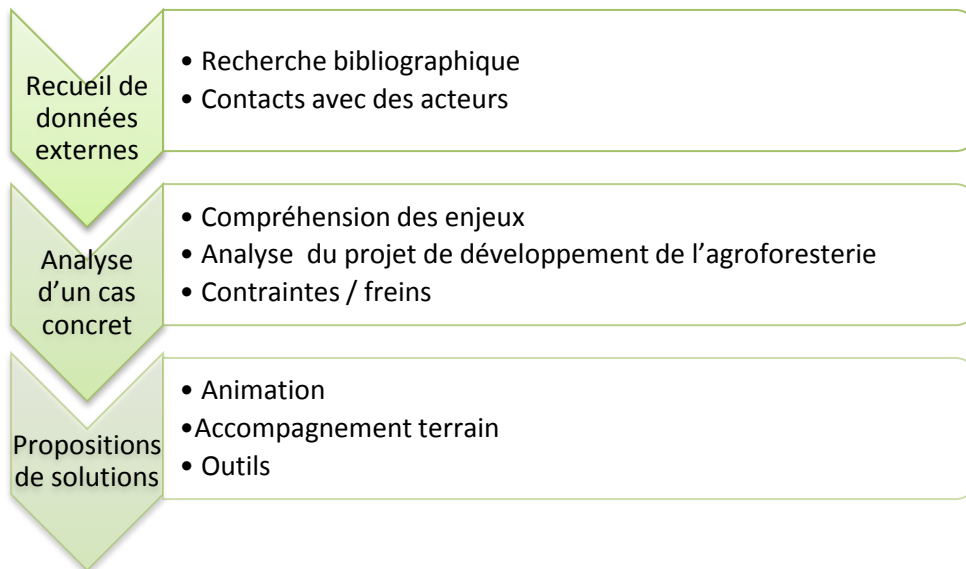 Recueil de
données
externes
• Recherche bibliographique
• Contacts avec des acteurs
Analyse
d’un cas
concret
• Compréhension des enjeux
• Analyse du projet de développement de l’agroforesterie
• Contraintes / freins
Propositions
de solutions
• Animation
•Accompagnement terrain
• Outils